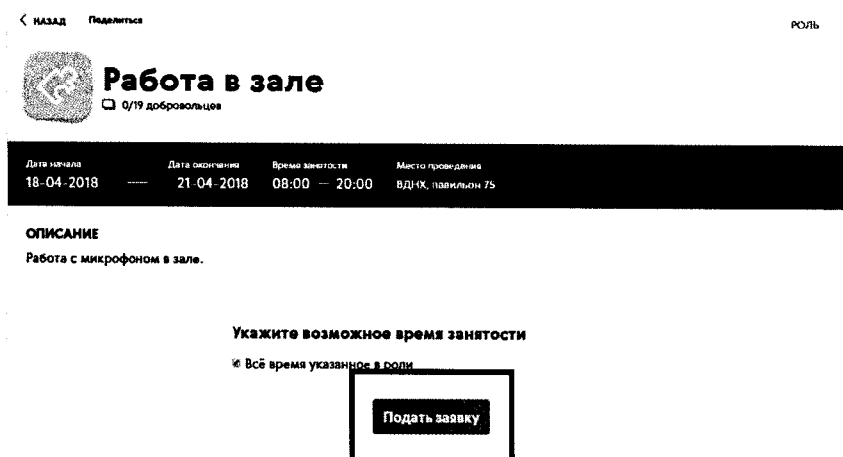 НАЗАД Поделиться РОЛЬ
Работа в зале
0/19 добровольцев
Дата начала Дата окончания Время занятости Место проведения
18-04-2018 — 21-04-2018 08:00 — 20:00 ВДНХ, павильон 75
ОПИСАНИЕ
Работа с микрофоном в зале.
Укажите возможное время занятости
Всё время указанное в роли
Подать заявку